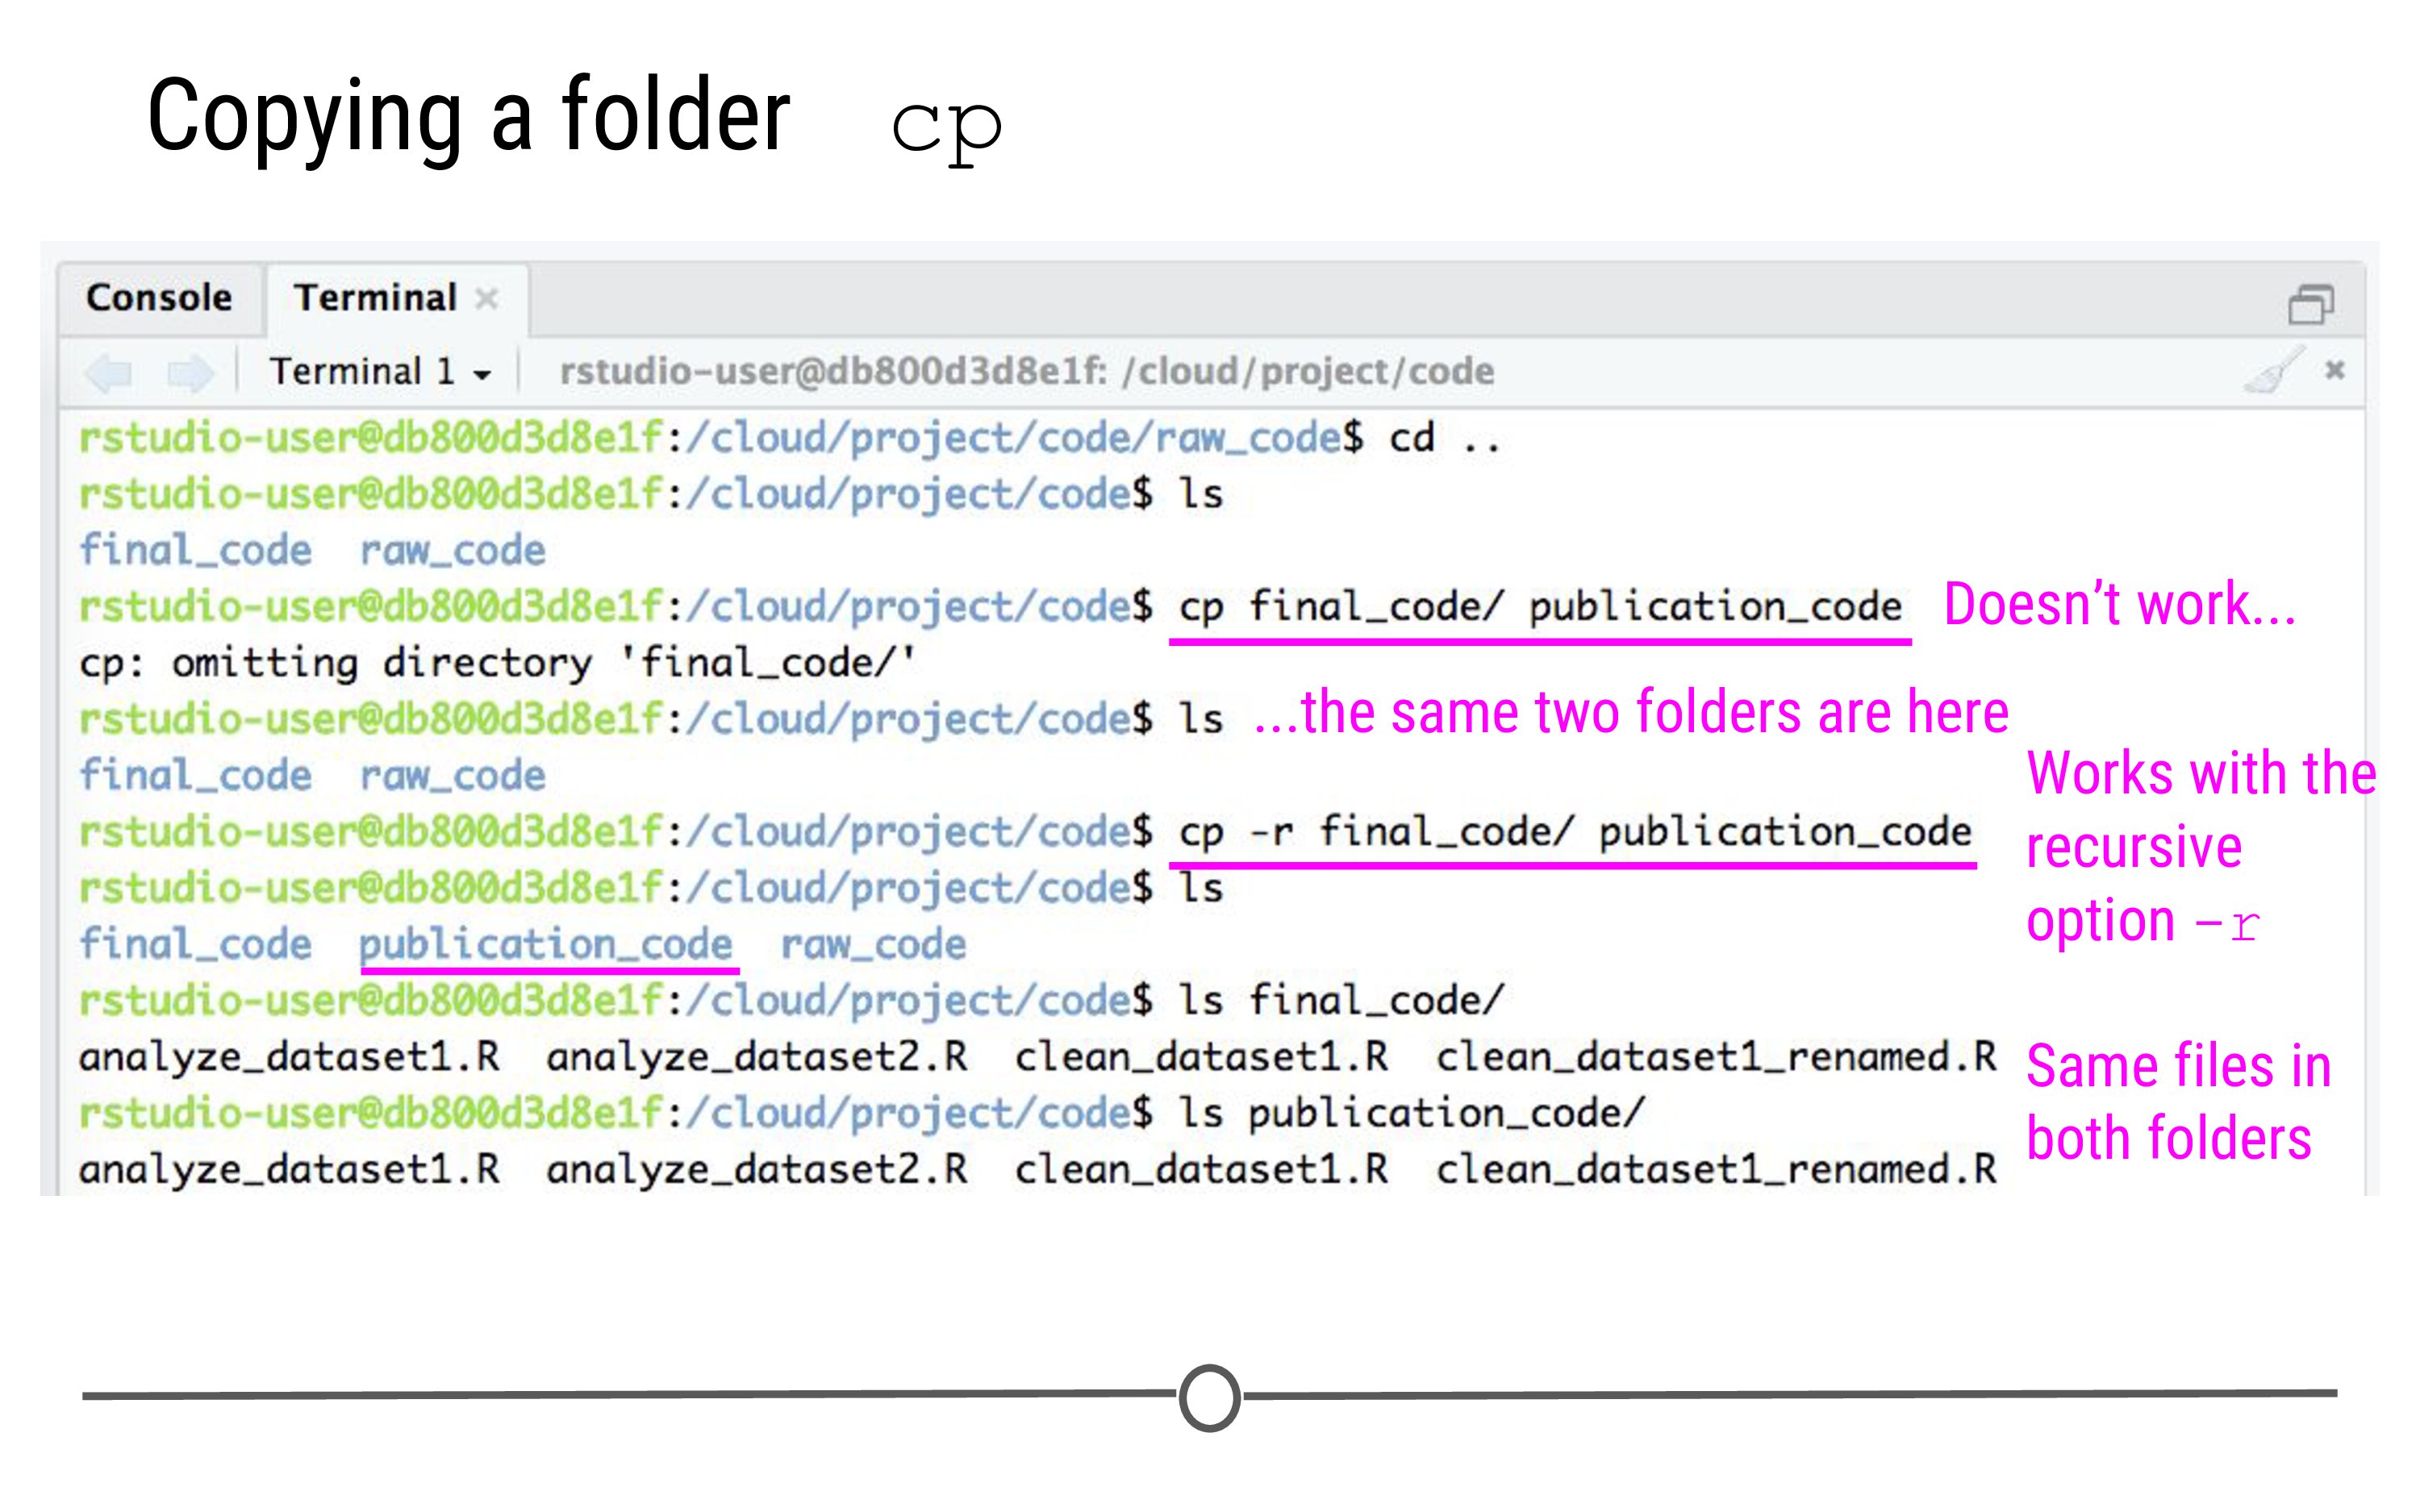 Copying a folder cp
Console Terminal
Terminal 1 rstudio-user@db800d3d8e1f: /cloud/project/code
rstudio-user@db800d3d8e1f:/cloud/project/code/raw_code$ cd ..
rstudio-user@db800d3d8e1f:/cloud/project/code$ ls
final_code raw_code
rstudio-user@db800d3d8e1f:/cloud/project/code$ cp final_code/ publication_code
Doesn’t work...
cp: omitting directory 'final_code/'
rstudio-user@db800d3d8e1f:/cloud/project/code$ ls
...the same two folders are here
final_code raw_code
rstudio-user@db800d3d8e1f:/cloud/project/code$ cp -r final_code/ publication_code
Works with the
recursive
option –r
rstudio-user@db800d3d8e1f:/cloud/project/code$ ls
final_code publication_code raw_code
rstudio-user@db800d3d8e1f:/cloud/project/code$ ls final_code/
analyze_dataset1.R analyze_dataset2.R clean_dataset1.R clean_dataset1_renamed.R
rstudio-user@db800d3d8e1f:/cloud/project/code$ ls publication_code/
analyze_dataset1.R analyze_dataset2.R clean_dataset1.R clean_dataset1_renamed.R
Same files in
both folders